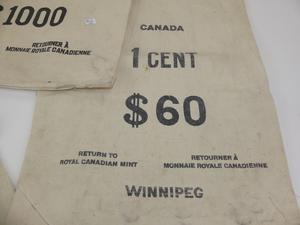 $1000
RETOURNER À
MONNAIE ROYALE CANADIENNE
CANADA
1 CENT
$60
RETURN TO
ROYAL CANADIAN MINT
RETOURNER À
MONNAIE ROYALE CANADIENNE
WINNIPEG